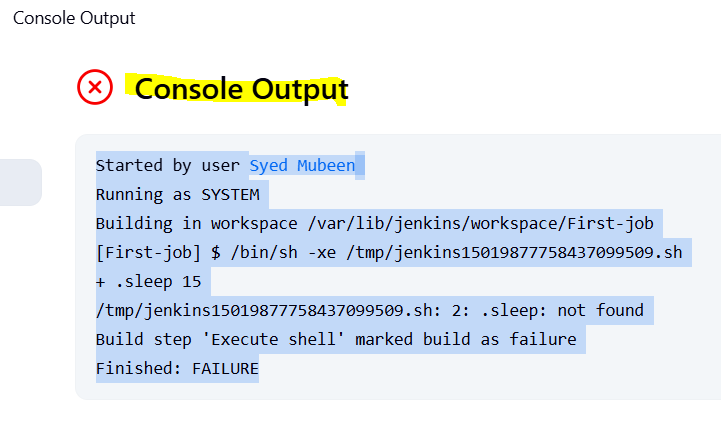 Console Output
Console Output
Started by user Syed Mubeen
Running as SYSTEM
Building in workspace /var/lib/jenkins/workspace/First-job
[First-job] $ /bin/sh -xe /tmp/jenkins15019877758437099509.sh
+ .sleep 15
/tmp/jenkins15019877758437099509.sh: 2: .sleep: not found
Build step 'Execute shell' marked build as failure
Finished: FAILURE